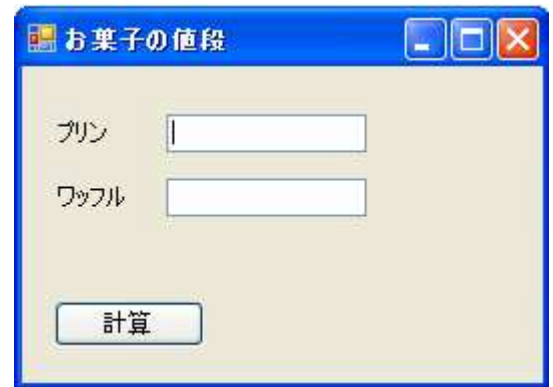 お菓子の値段
プリン
ワッフル
計算